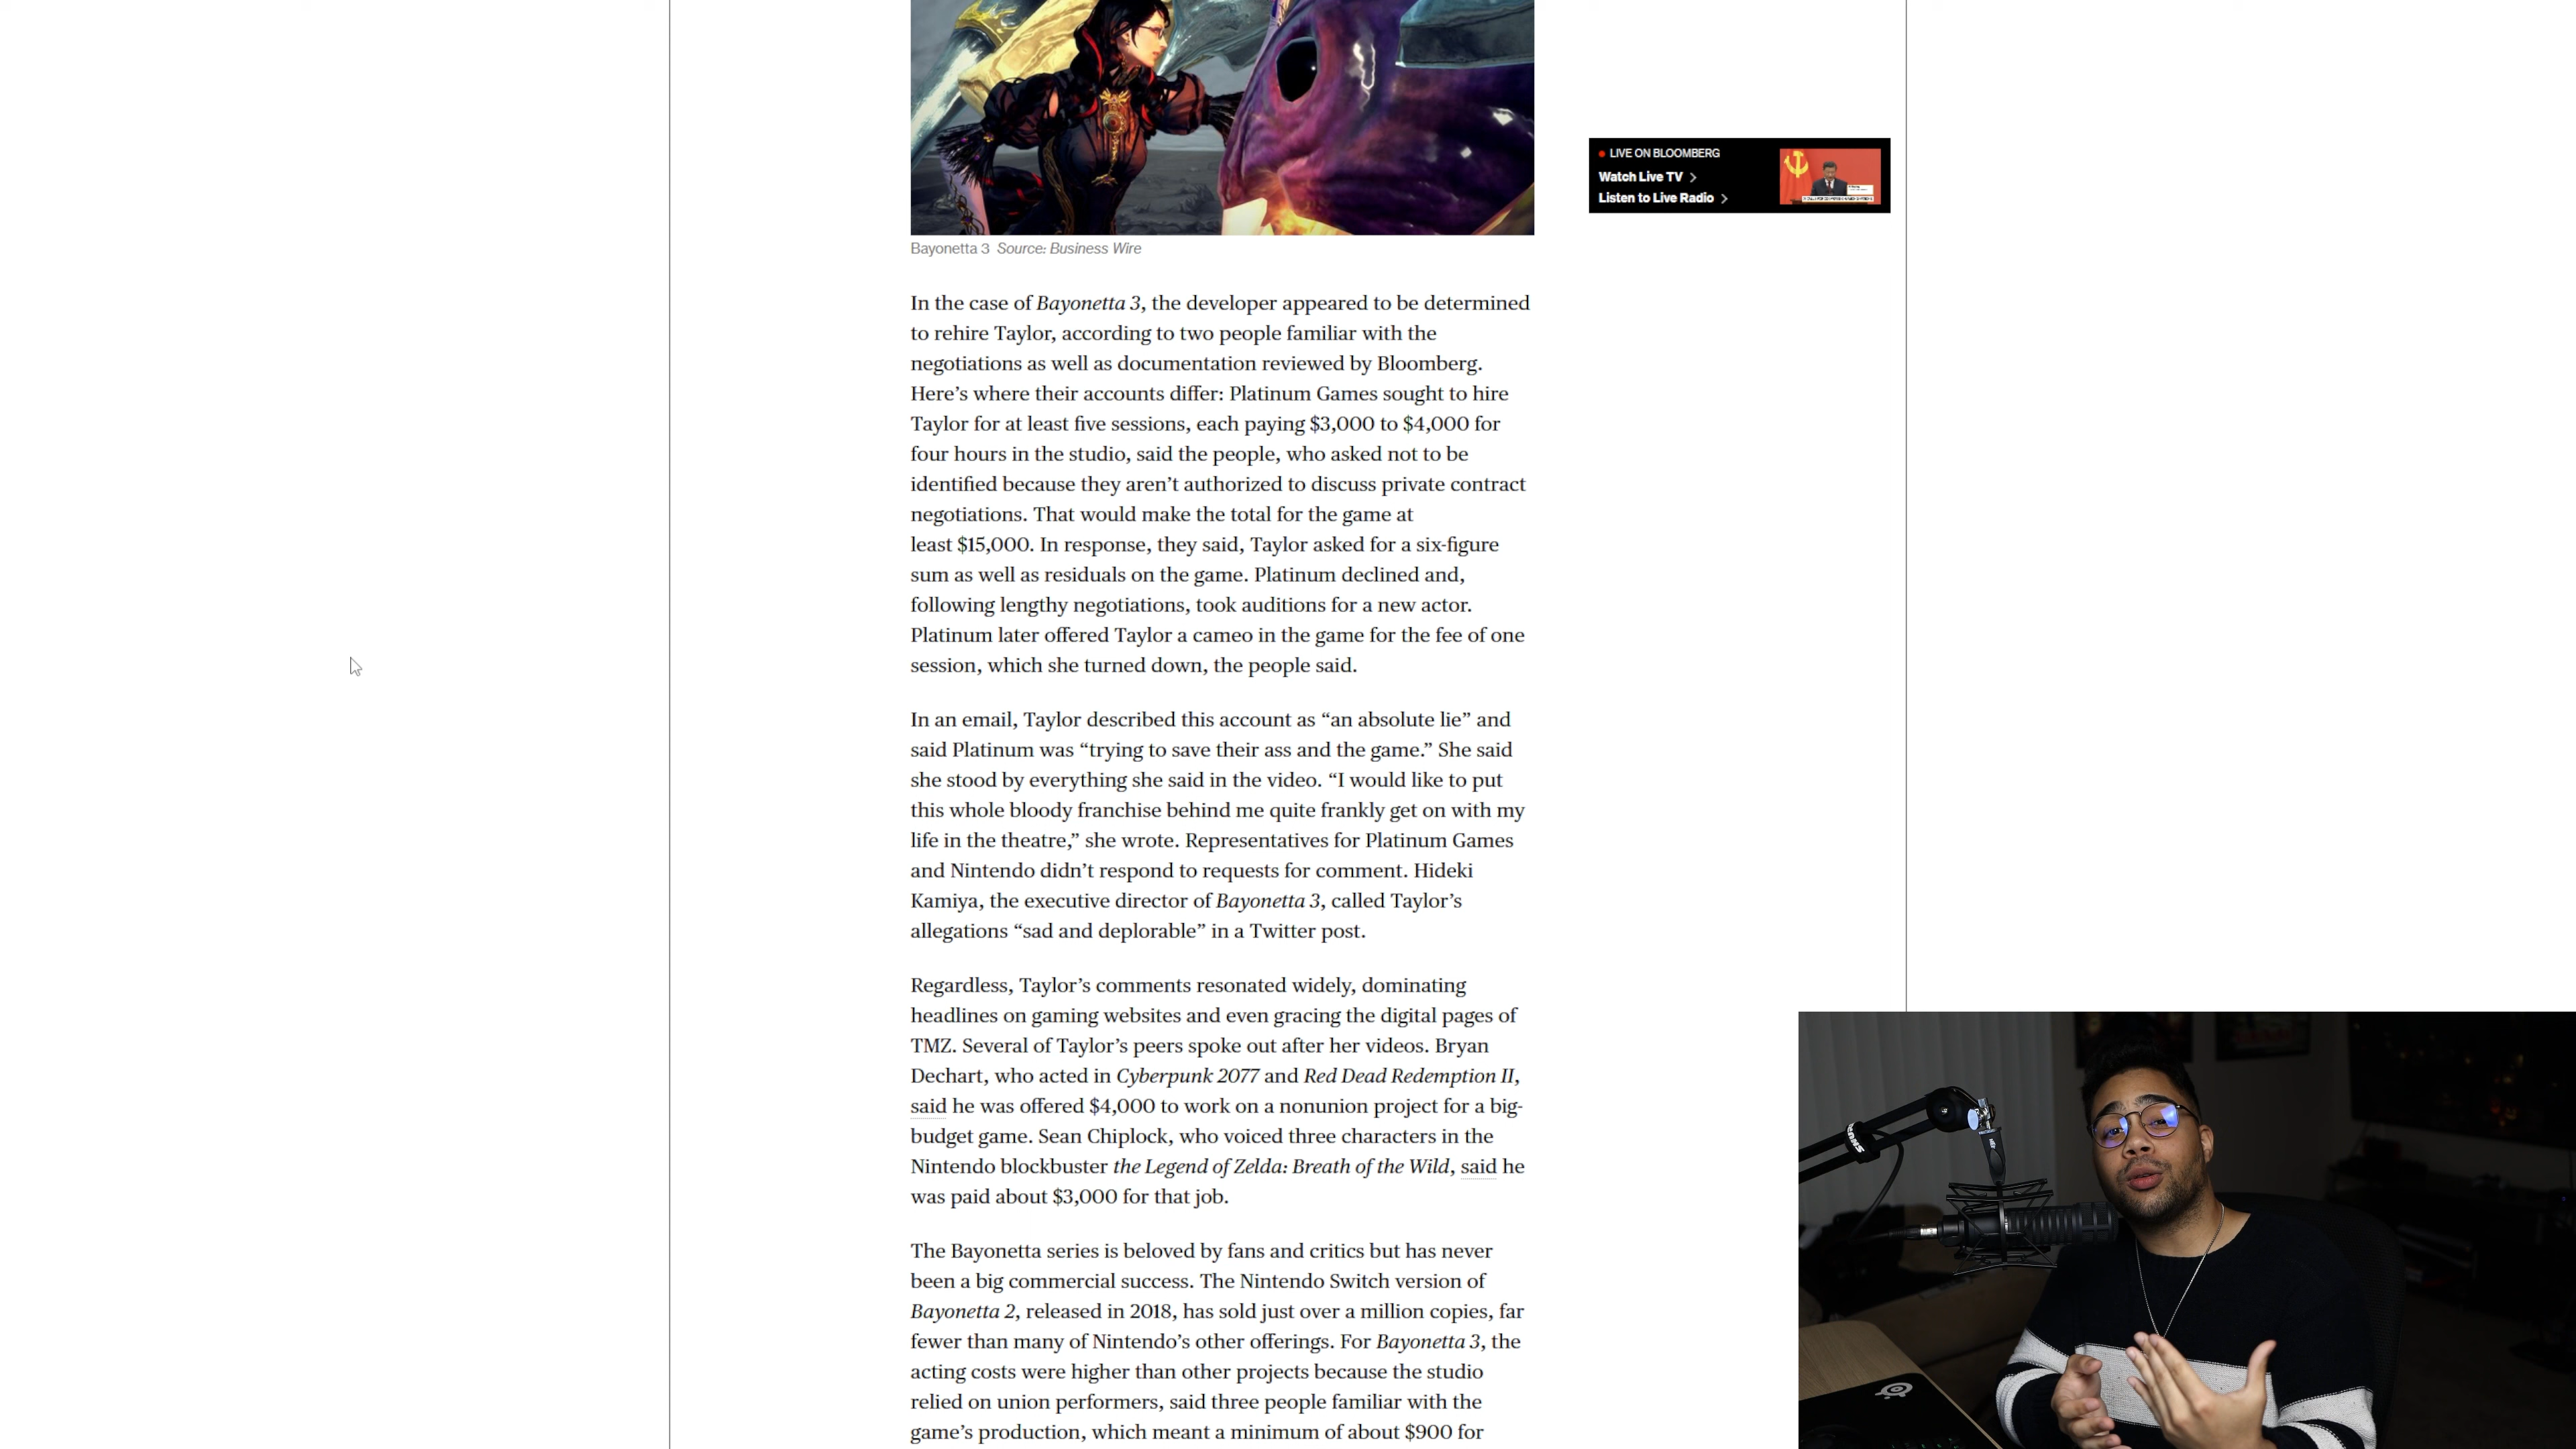 LIVE ON BLOOMBERG
Watch Live TV
Listen to Live Radio
Bayonetta 3 Source: Business Wire
In the case of Bayonetta 3, the developer appeared to be determined
to rehire Taylor, according to two people familiar with the
negotiations as well as documentation reviewed by Bloomberg.
Here’s where their accounts differ: Platinum Games sought to hire
Taylor for at least five sessions, each paying $3,000 to $4,000 for
four hours in the studio, said the people, who asked not to be
identified because they aren’t authorized to discuss private contract
negotiations. That would make the total for the game at
least $15,000. In response, they said, Taylor asked for a six-figure
sum as well as residuals on the game. Platinum declined and,
following lengthy negotiations, took auditions for a new actor.
Platinum later offered Taylor a cameo in the game for the fee of one
session, which she turned down, the people said.
In an email, Taylor described this account as “an absolute lie” and
said Platinum was “trying to save their ass and the game.” She said
she stood by everything she said in the video. “I would like to put
this whole bloody franchise behind me quite frankly get on with my
life in the theatre,” she wrote. Representatives for Platinum Games
and Nintendo didn’t respond to requests for comment. Hideki
Kamiya, the executive director of Bayonetta 3, called Taylor’s
allegations “sad and deplorable” in a Twitter post.
Regardless, Taylor’s comments resonated widely, dominating
headlines on gaming websites and even gracing the digital pages of
TMZ. Several of Taylor’s peers spoke out after her videos. Bryan
Dechart, who acted in Cyberpunk 2077 and Red Dead Redemption II,
said he was offered $4,000 to work on a nonunion project for a big-
budget game. Sean Chiplock, who voiced three characters in the
Nintendo blockbuster the Legend of Zelda: Breath of the Wild, said he
was paid about $3,000 for that job.
The Bayonetta series is beloved by fans and critics but has never
been a big commercial success. The Nintendo Switch version of
Bayonetta 2, released in 2018, has sold just over a million copies, far
fewer than many of Nintendo’s other offerings. For Bayonetta 3, the
acting costs were higher than other projects because the studio
relied on union performers, said three people familiar with the
game’s production, which meant a minimum of about $900 for